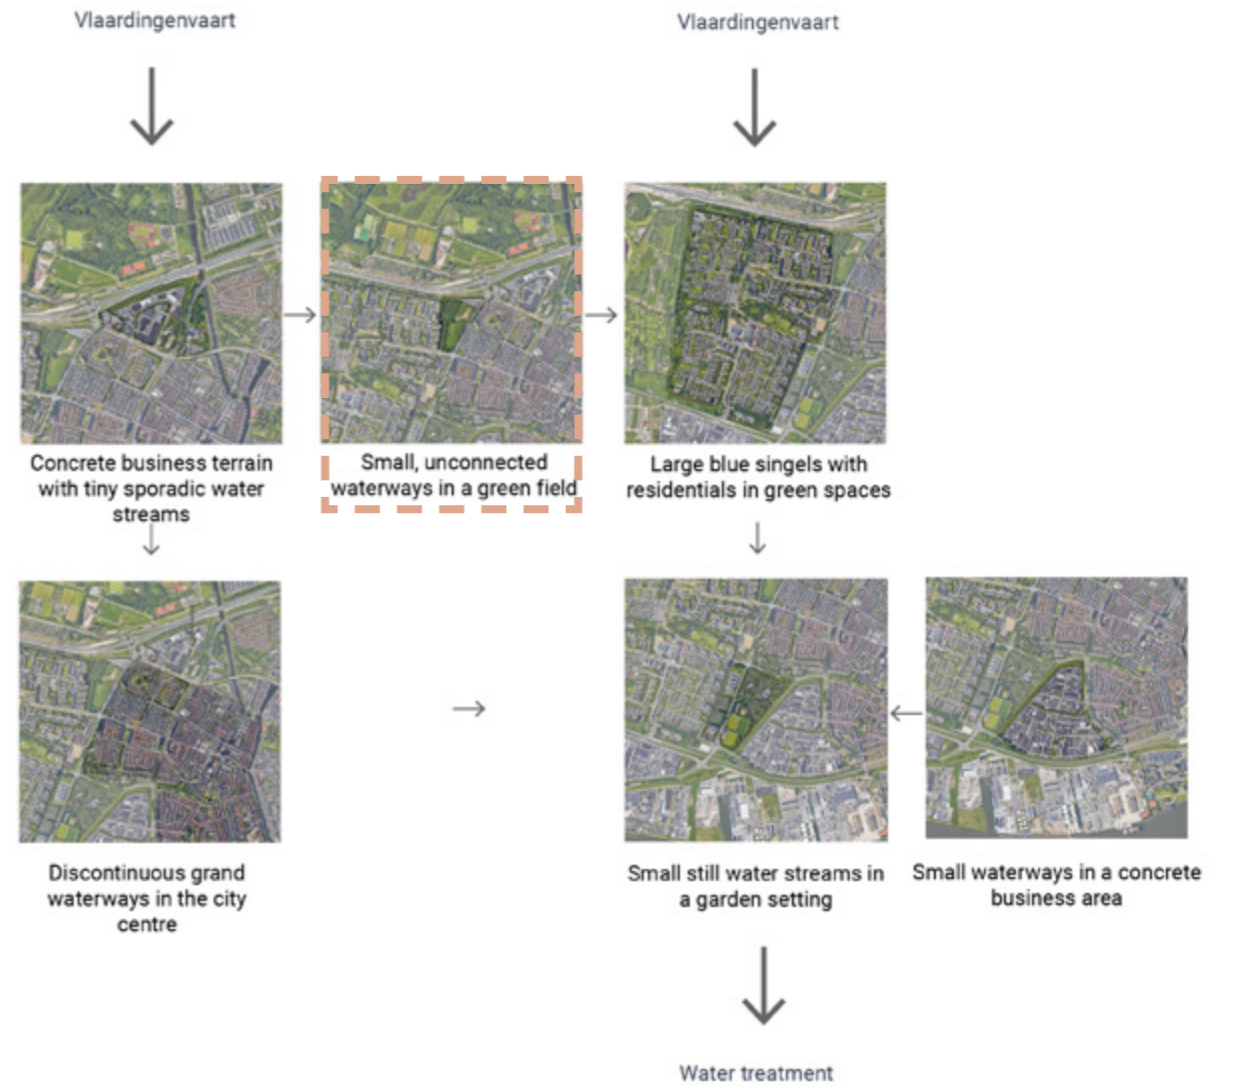 Vlaardingenvaart
Vlaardingenvaart
Concrete business terrain
with tiny sporadic water
streams
Small, unconnected
waterways in a green field
Large blue singels with
residentials in green spaces
Discontinuous grand
waterways in the city
centre
Small still water streams in
a garden setting
Small waterways in a concrete
business area
Water treatment